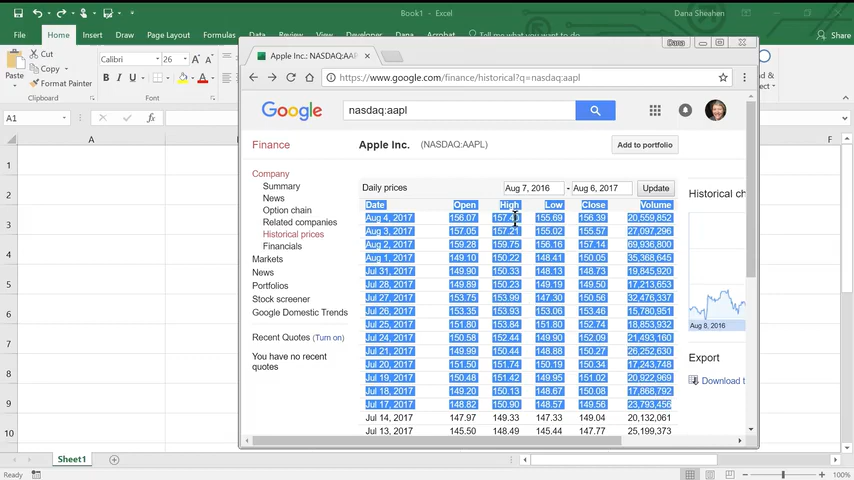 Book1 - Excel
Dana Sheahen
File Home Insert Draw Page Layout Formulas Data Review View Dana Acrobat Tell me what you want to do
Share
Cut
Copy
Format Painter
Paste
Clipboard
Calibri 26
B I U
Font
A1
fx
A
F
Dana
Apple Inc.: NASDAQ:AAPL
https://www.google.com/finance/historical?q=nasdaq:aapl
Google
nasdaq:aapl
Finance
Apple Inc. (NASDAQ:AAPL)
Add to portfolio
Company
Summary
News
Option chain
Related companies
Historical prices
Financials
Markets
News
Portfolios
Stock screener
Google Domestic Trends
Recent Quotes (Turn on)
You have no recent
quotes
Daily prices Aug 7, 2016 - Aug 6, 2017 Update
Date Open High Low Close Volume
Aug 4, 2017 156.07 157.40 155.69 156.39 20,559,852
Aug 3, 2017 157.05 157.21 155.02 155.57 27,097,296
Aug 2, 2017 159.28 159.75 156.16 157.14 69,936,800
Aug 1, 2017 149.10 150.22 148.41 150.05 35,368,645
Jul 31, 2017 149.90 150.33 148.13 148.73 19,845,920
Jul 28, 2017 149.89 150.23 149.19 149.50 17,213,653
Jul 27, 2017 153.75 153.99 147.30 150.56 32,476,337
Jul 26, 2017 153.35 153.93 153.06 153.46 15,780,951
Jul 25, 2017 151.80 153.84 151.80 152.74 18,853,932
Jul 24, 2017 150.58 152.44 149.90 152.09 21,493,160
Jul 21, 2017 149.99 150.44 148.88 150.27 26,252,630
Jul 20, 2017 151.50 151.74 150.19 150.34 17,243,748
Jul 19, 2017 150.48 151.42 149.95 151.02 20,922,969
Jul 18, 2017 149.20 150.13 148.67 150.08 17,868,792
Jul 17, 2017 148.82 150.90 148.57 149.56 23,793,456
Jul 14, 2017 147.97 149.33 147.33 149.04 20,132,061
Jul 13, 2017 145.50 148.49 145.44 147.77 25,199,373
Historical
Aug 8, 2016
Export
Download t
1
2
3
4
5
6
7
8
9
10
Sheet1
Ready
100%